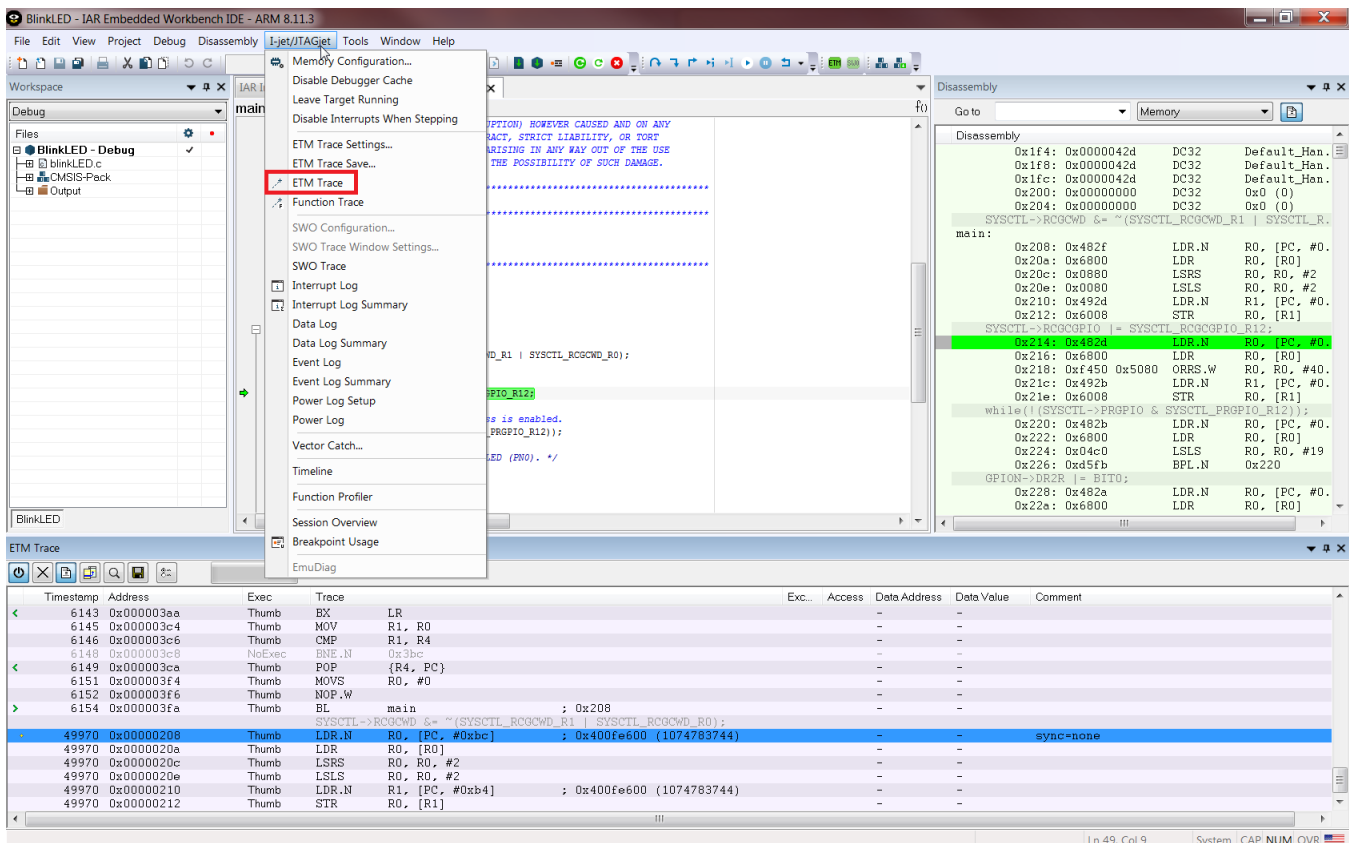 BlinkLED - IAR Embedded Workbench IDE - ARM 8.11.3
File Edit View Project Debug Disassembly I-jet/JTAGjet Tools Window Help
Workspace
Debug
Files
BlinkLED - Debug
blinkLED.c
CMSIS-Pack
Output
BlinkLED
IAR I
main
Memory Configuration...
Disable Debugger Cache
Leave Target Running
Disable Interrupts When Stepping
ETM Trace Settings...
ETM Trace Save...
ETM Trace
Function Trace
SWO Configuration...
SWO Trace Window Settings...
SWO Trace
Interrupt Log
Interrupt Log Summary
Data Log
Data Log Summary
Event Log
Event Log Summary
Power Log Setup
Power Log
Vector Catch...
Timeline
Function Profiler
Session Overview
Breakpoint Usage
EmuDiag
f()
UPTION) HOWEVER CAUSED AND ON ANY
RACT, STRICT LIABILITY, OR TORT
ARISING IN ANY WAY OUT OF THE USE
THE POSSIBILITY OF SUCH DAMAGE.
WD_R1 | SYSCTL_RCGCWD_R0);
GPIO_R12;
ss is enabled.
_PRGPIO_R12));
LED (PN0). */
Disassembly
Go to Memory
Disassembly
0x1f4: 0x0000042d DC32 Default_Han.
0x1f8: 0x0000042d DC32 Default_Han.
0x1fc: 0x0000042d DC32 Default_Han.
0x200: 0x00000000 DC32 0x0 (0)
0x204: 0x00000000 DC32 0x0 (0)
SYSCTL->RCGCWD &= ~(SYSCTL_RCGCWD_R1 | SYSCTL_R.
main:
0x208: 0x482f LDR.N R0, [PC, #0.
0x20a: 0x6800 LDR R0, [R0]
0x20c: 0x0880 LSRS R0, R0, #2
0x20e: 0x0080 LSLS R0, R0, #2
0x210: 0x492d LDR.N R1, [PC, #0.
0x212: 0x6008 STR R0, [R1]
SYSCTL->RCGCGPIO |= SYSCTL_RCGCGPIO_R12;
0x214: 0x482d LDR.N R0, [PC, #0.
0x216: 0x6800 LDR R0, [R0]
0x218: 0xf450 0x5080 ORRS.W R0, R0, #40.
0x21c: 0x492b LDR.N R1, [PC, #0.
0x21e: 0x6008 STR R0, [R1]
while(!(SYSCTL->PRGPIO & SYSCTL_PRGPIO_R12));
0x220: 0x482b LDR.N R0, [PC, #0.
0x222: 0x6800 LDR R0, [R0]
0x224: 0x04c0 LSLS R0, R0, #19
0x226: 0xd5fb BPL.N 0x220
GPION->DR2R |= BIT0;
0x228: 0x482a LDR.N R0, [PC, #0.
0x22a: 0x6800 LDR R0, [R0]
ETM Trace
Timestamp Address Exec Trace Exc... Access Data Address Data Value Comment
6143 0x000003aa Thumb BX LR - -
6145 0x000003c4 Thumb MOV R1, R0 - -
6146 0x000003c6 Thumb CMP R1, R4 - -
6148 0x000003c8 NoExec BNE.N 0x3bc - -
6149 0x000003ca Thumb POP {R4, PC} - -
6151 0x000003f4 Thumb MOVS R0, #0 - -
6152 0x000003f6 Thumb NOP.W - -
6154 0x000003fa Thumb BL main ; 0x208 - -
SYSCTL->RCGCWD &= ~(SYSCTL_RCGCWD_R1 | SYSCTL_RCGCWD_R0);
49970 0x00000208 Thumb LDR.N R0, [PC, #0xbc] ; 0x400fe600 (1074783744) - - sync=none
49970 0x0000020a Thumb LDR R0, [R0] - -
49970 0x0000020c Thumb LSRS R0, R0, #2 - -
49970 0x0000020e Thumb LSLS R0, R0, #2 - -
49970 0x00000210 Thumb LDR.N R1, [PC, #0xb4] ; 0x400fe600 (1074783744) - -
49970 0x00000212 Thumb STR R0, [R1] - -
Ln 49, Col 9 System CAP NUM OVR